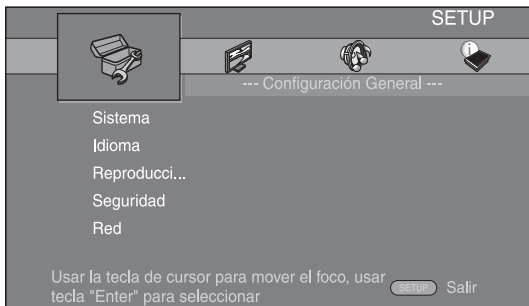 SETUP
--- Configuración General ---
Sistema
Idioma
Reproducci...
Seguridad
Red
Usar la tecla de cursor para mover el foco, usar
tecla "Enter" para seleccionar
SETUP Salir